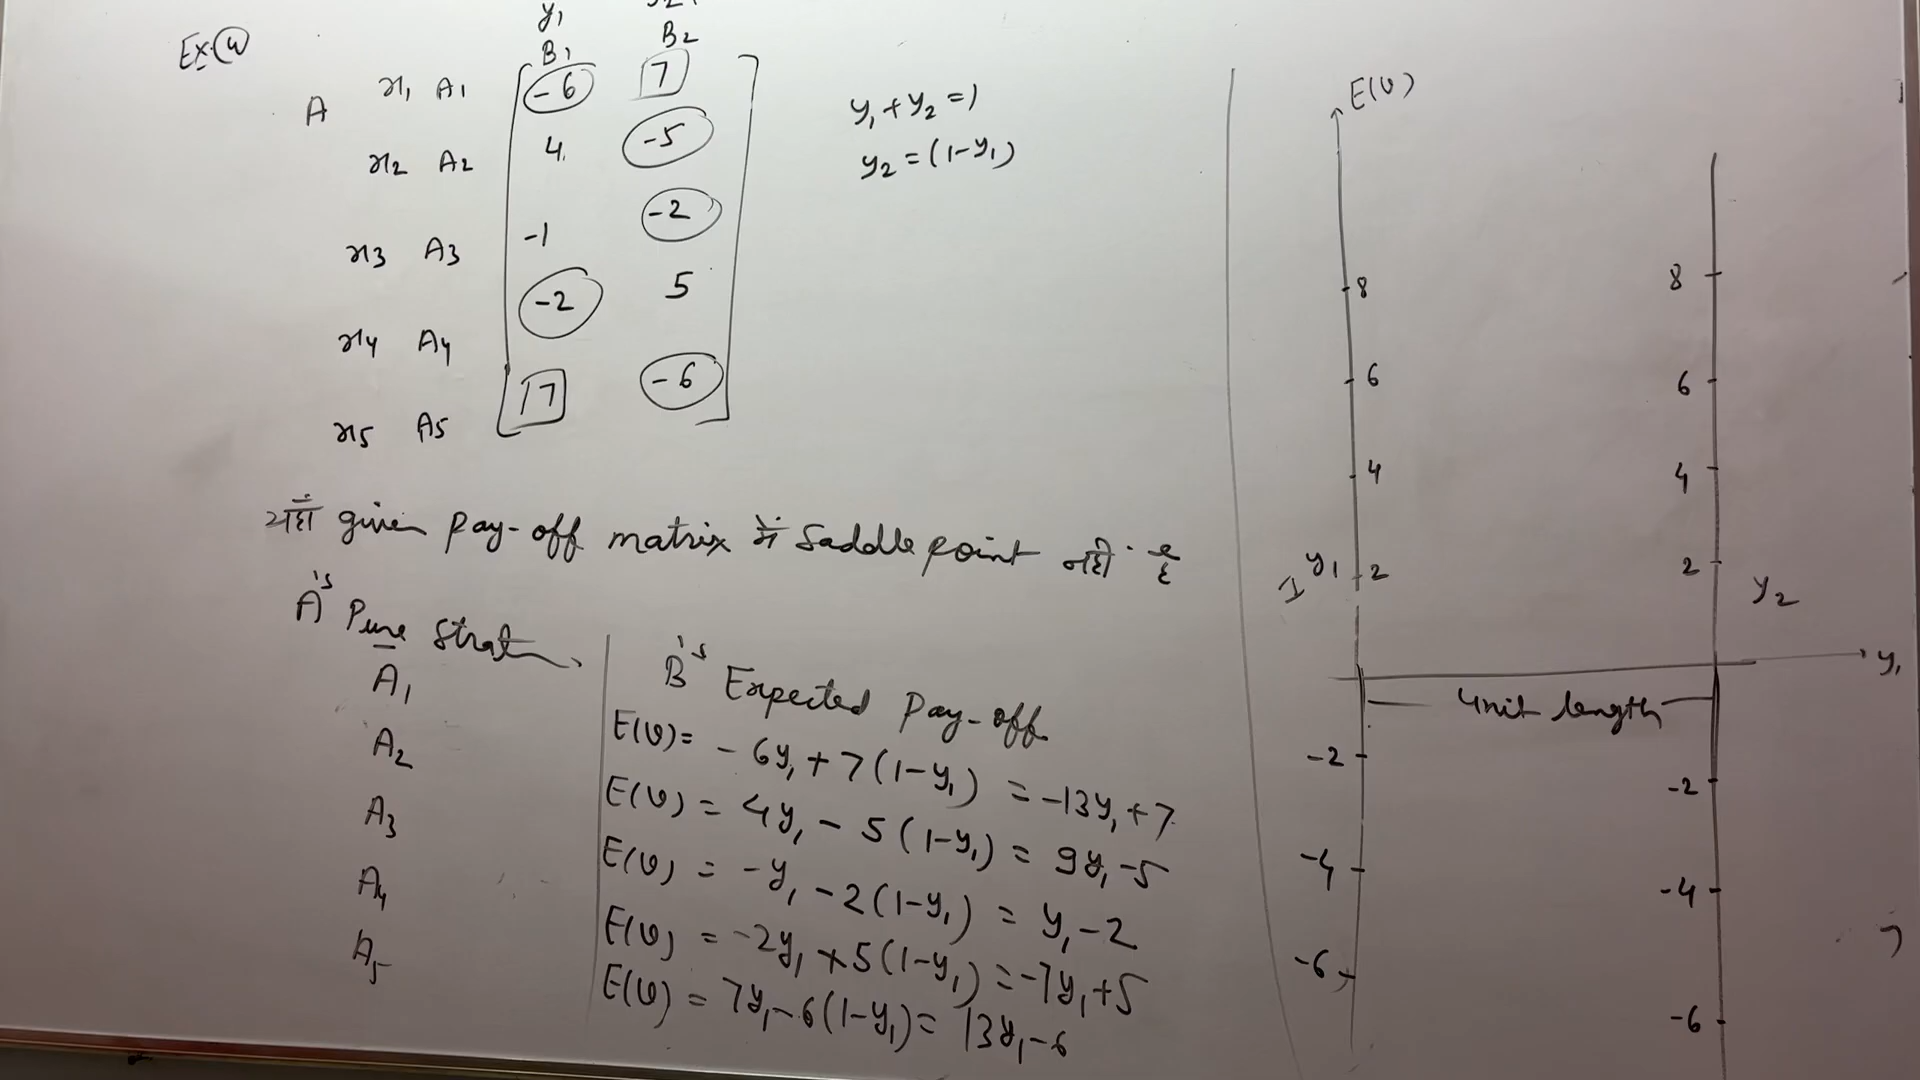 Ex. (4)
y₁
B₁ B₂
A x₁ A₁ -6 7
x₂ A₂ 4 -5
x₃ A₃ -1 -2
x₄ A₄ -2 5
x₅ A₅ 7 -6
y₁ + y₂ = 1
y₂ = (1-y₁)
यहाँ given pay-off matrix में Saddle point नहीं है
A's Pure Strat
A₁
A₂
A₃
A₄
A₅
B's Expected Pay-off
E(v) = -6y₁ + 7(1-y₁) = -13y₁ + 7
E(v) = 4y₁ - 5(1-y₁) = 9y₁ - 5
E(v) = -y₁ - 2(1-y₁) = y₁ - 2
E(v) = -2y₁ + 5(1-y₁) = -7y₁ + 5
E(v) = 7y₁ - 6(1-y₁) = 13y₁ - 6
E(v)
8 8
6 6
4 4
y₁ 2 2 y₂
y₁
unit length
-2 -2
-4 -4
-6 -6